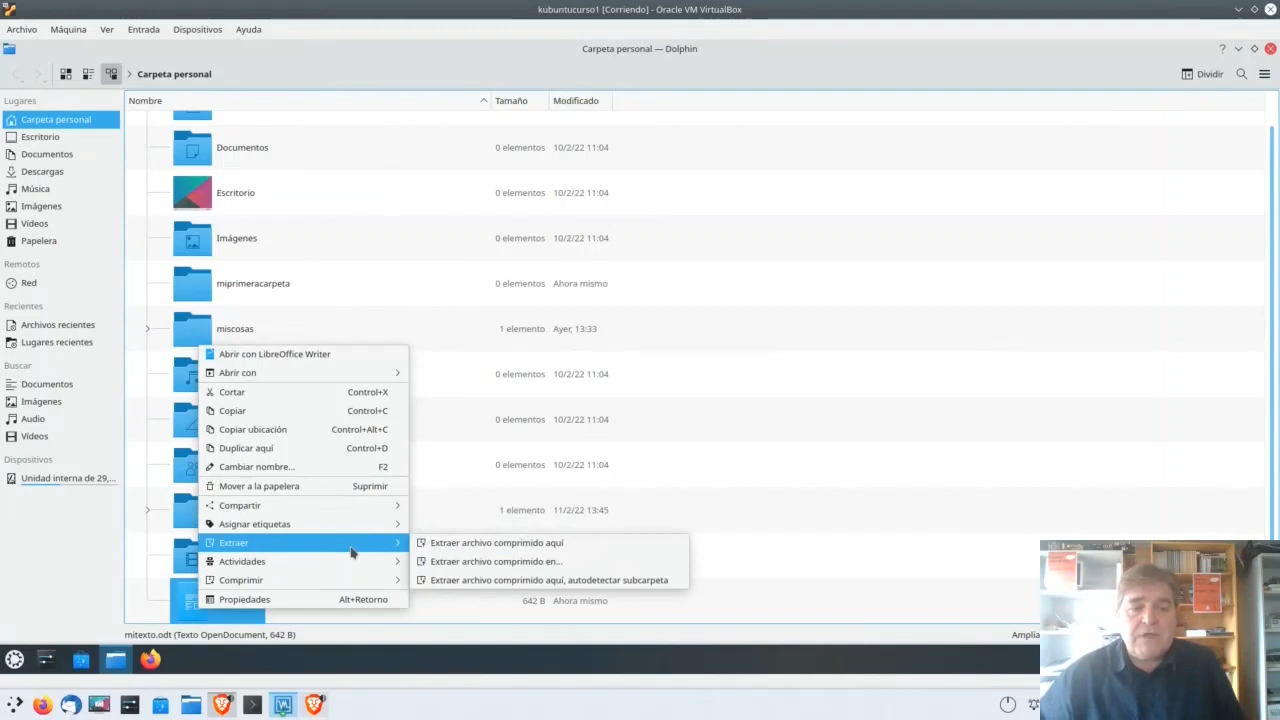 kubuntucurso1 [Corriendo] - Oracle VM VirtualBox
Archivo Máquina Ver Entrada Dispositivos Ayuda
Carpeta personal — Dolphin
Carpeta personal
Dividir
Lugares
Carpeta personal
Escritorio
Documentos
Descargas
Música
Imágenes
Vídeos
Papelera
Remotos
Red
Recientes
Archivos recientes
Lugares recientes
Buscar
Documentos
Imágenes
Audio
Vídeos
Dispositivos
Unidad interna de 29,...
Nombre Tamaño Modificado
Documentos 0 elementos 10/2/22 11:04
Escritorio 0 elementos 10/2/22 11:04
Imágenes 0 elementos 10/2/22 11:04
miprimeracarpeta 0 elementos Ahora mismo
miscosas 1 elemento Ayer, 13:33
0 elementos 10/2/22 11:04
0 elementos 10/2/22 11:04
0 elementos 10/2/22 11:04
1 elemento 11/2/22 13:45
642 B Ahora mismo
Abrir con LibreOffice Writer
Abrir con
Cortar Control+X
Copiar Control+C
Copiar ubicación Control+Alt+C
Duplicar aquí Control+D
Cambiar nombre... F2
Mover a la papelera Suprimir
Compartir
Asignar etiquetas
Extraer
Actividades
Comprimir
Propiedades Alt+Retorno
Extraer archivo comprimido aquí
Extraer archivo comprimido en...
Extraer archivo comprimido aquí, autodetectar subcarpeta
mitexto.odt (Texto OpenDocument, 642 B)
Amplia